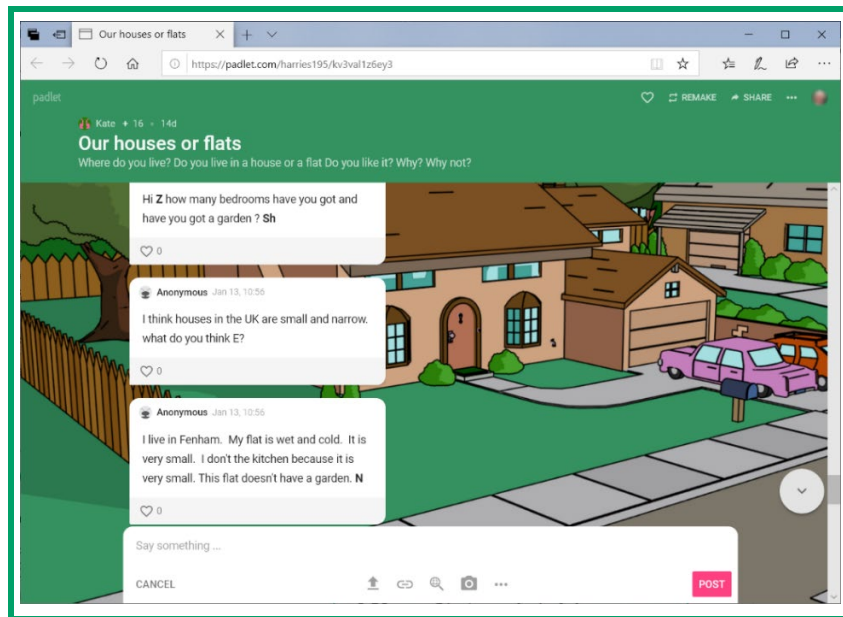 Our houses or flats
https://padlet.com/harries195/kv3val1z6ey3
padlet
REMAKE
SHARE
Kate + 16 • 14d
Our houses or flats
Where do you live? Do you live in a house or a flat Do you like it? Why? Why not?
Hi Z how many bedrooms have you got and
have you got a garden ? Sh
0
Anonymous Jan 13, 10:56
I think houses in the UK are small and narrow.
what do you think E?
0
Anonymous Jan 13, 10:56
I live in Fenham. My flat is wet and cold. It is
very small. I don't the kitchen because it is
very small. This flat doesn't have a garden. N
0
Say something ...
CANCEL
POST